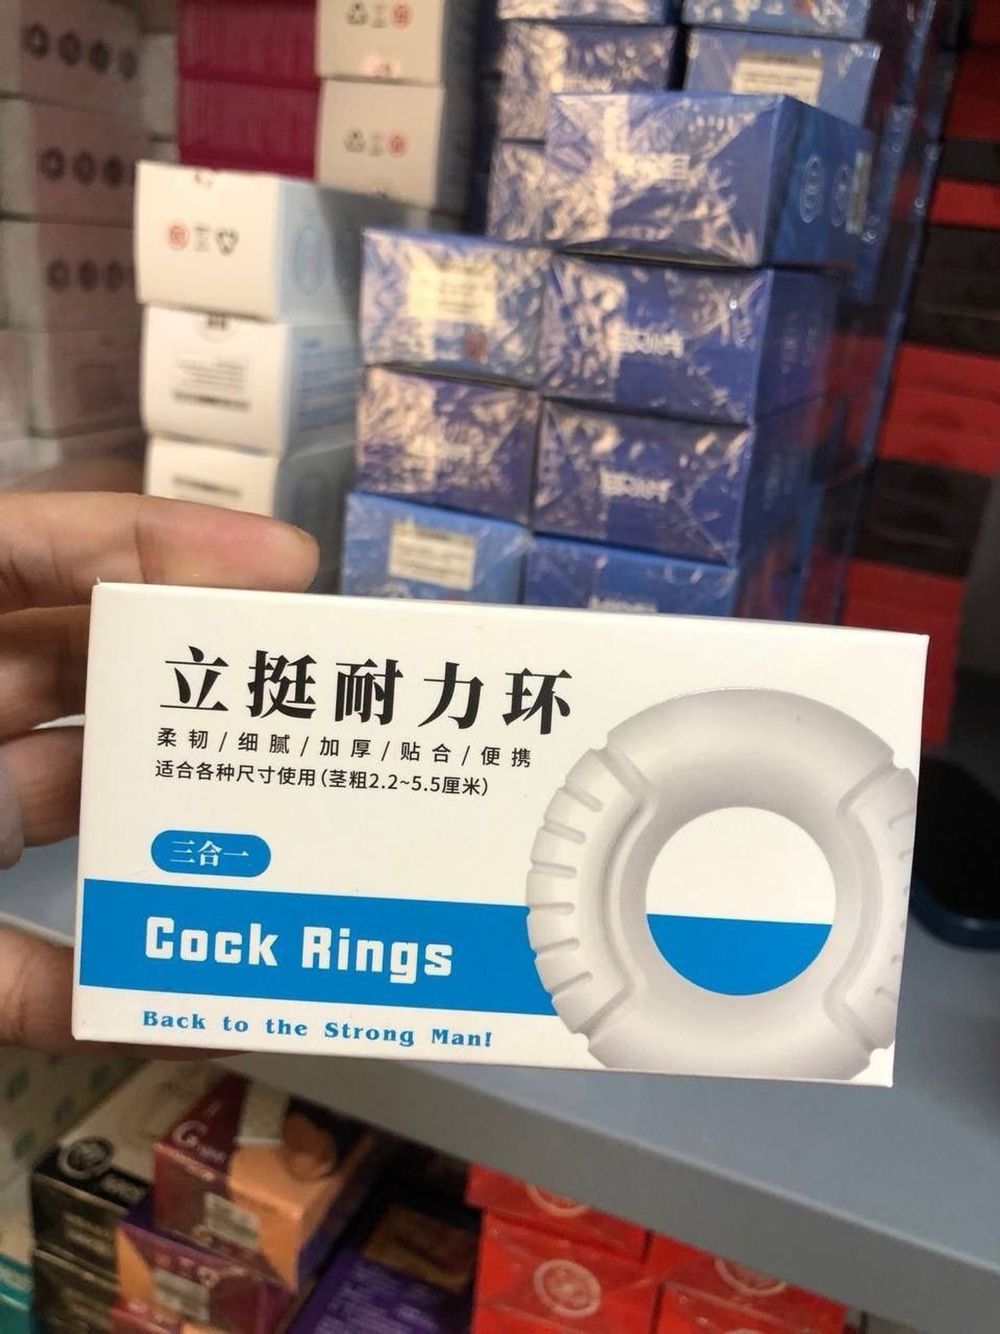 立挺耐力环
柔韧/细腻/加厚/贴合/便携
适合各种尺寸使用(茎粗2.2~5.5厘米)
三合一
Cock Rings
Back to the Strong Man!